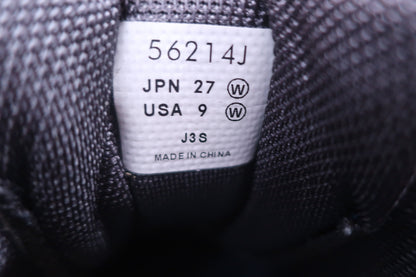 56214J
JPN 27 Ⓦ
USA 9 Ⓦ
J3S
MADE IN CHINA